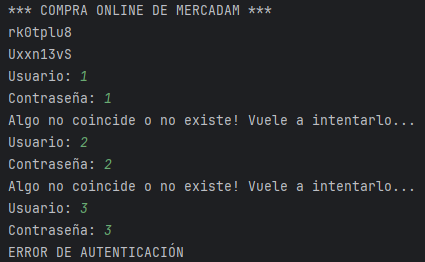 *** COMPRA ONLINE DE MERCADAM ***
rk0tplu8
Uxxn13vS
Usuario: 1
Contraseña: 1
Algo no coincide o no existe! Vuele a intentarlo...
Usuario: 2
Contraseña: 2
Algo no coincide o no existe! Vuele a intentarlo...
Usuario: 3
Contraseña: 3
ERROR DE AUTENTICACIÓN